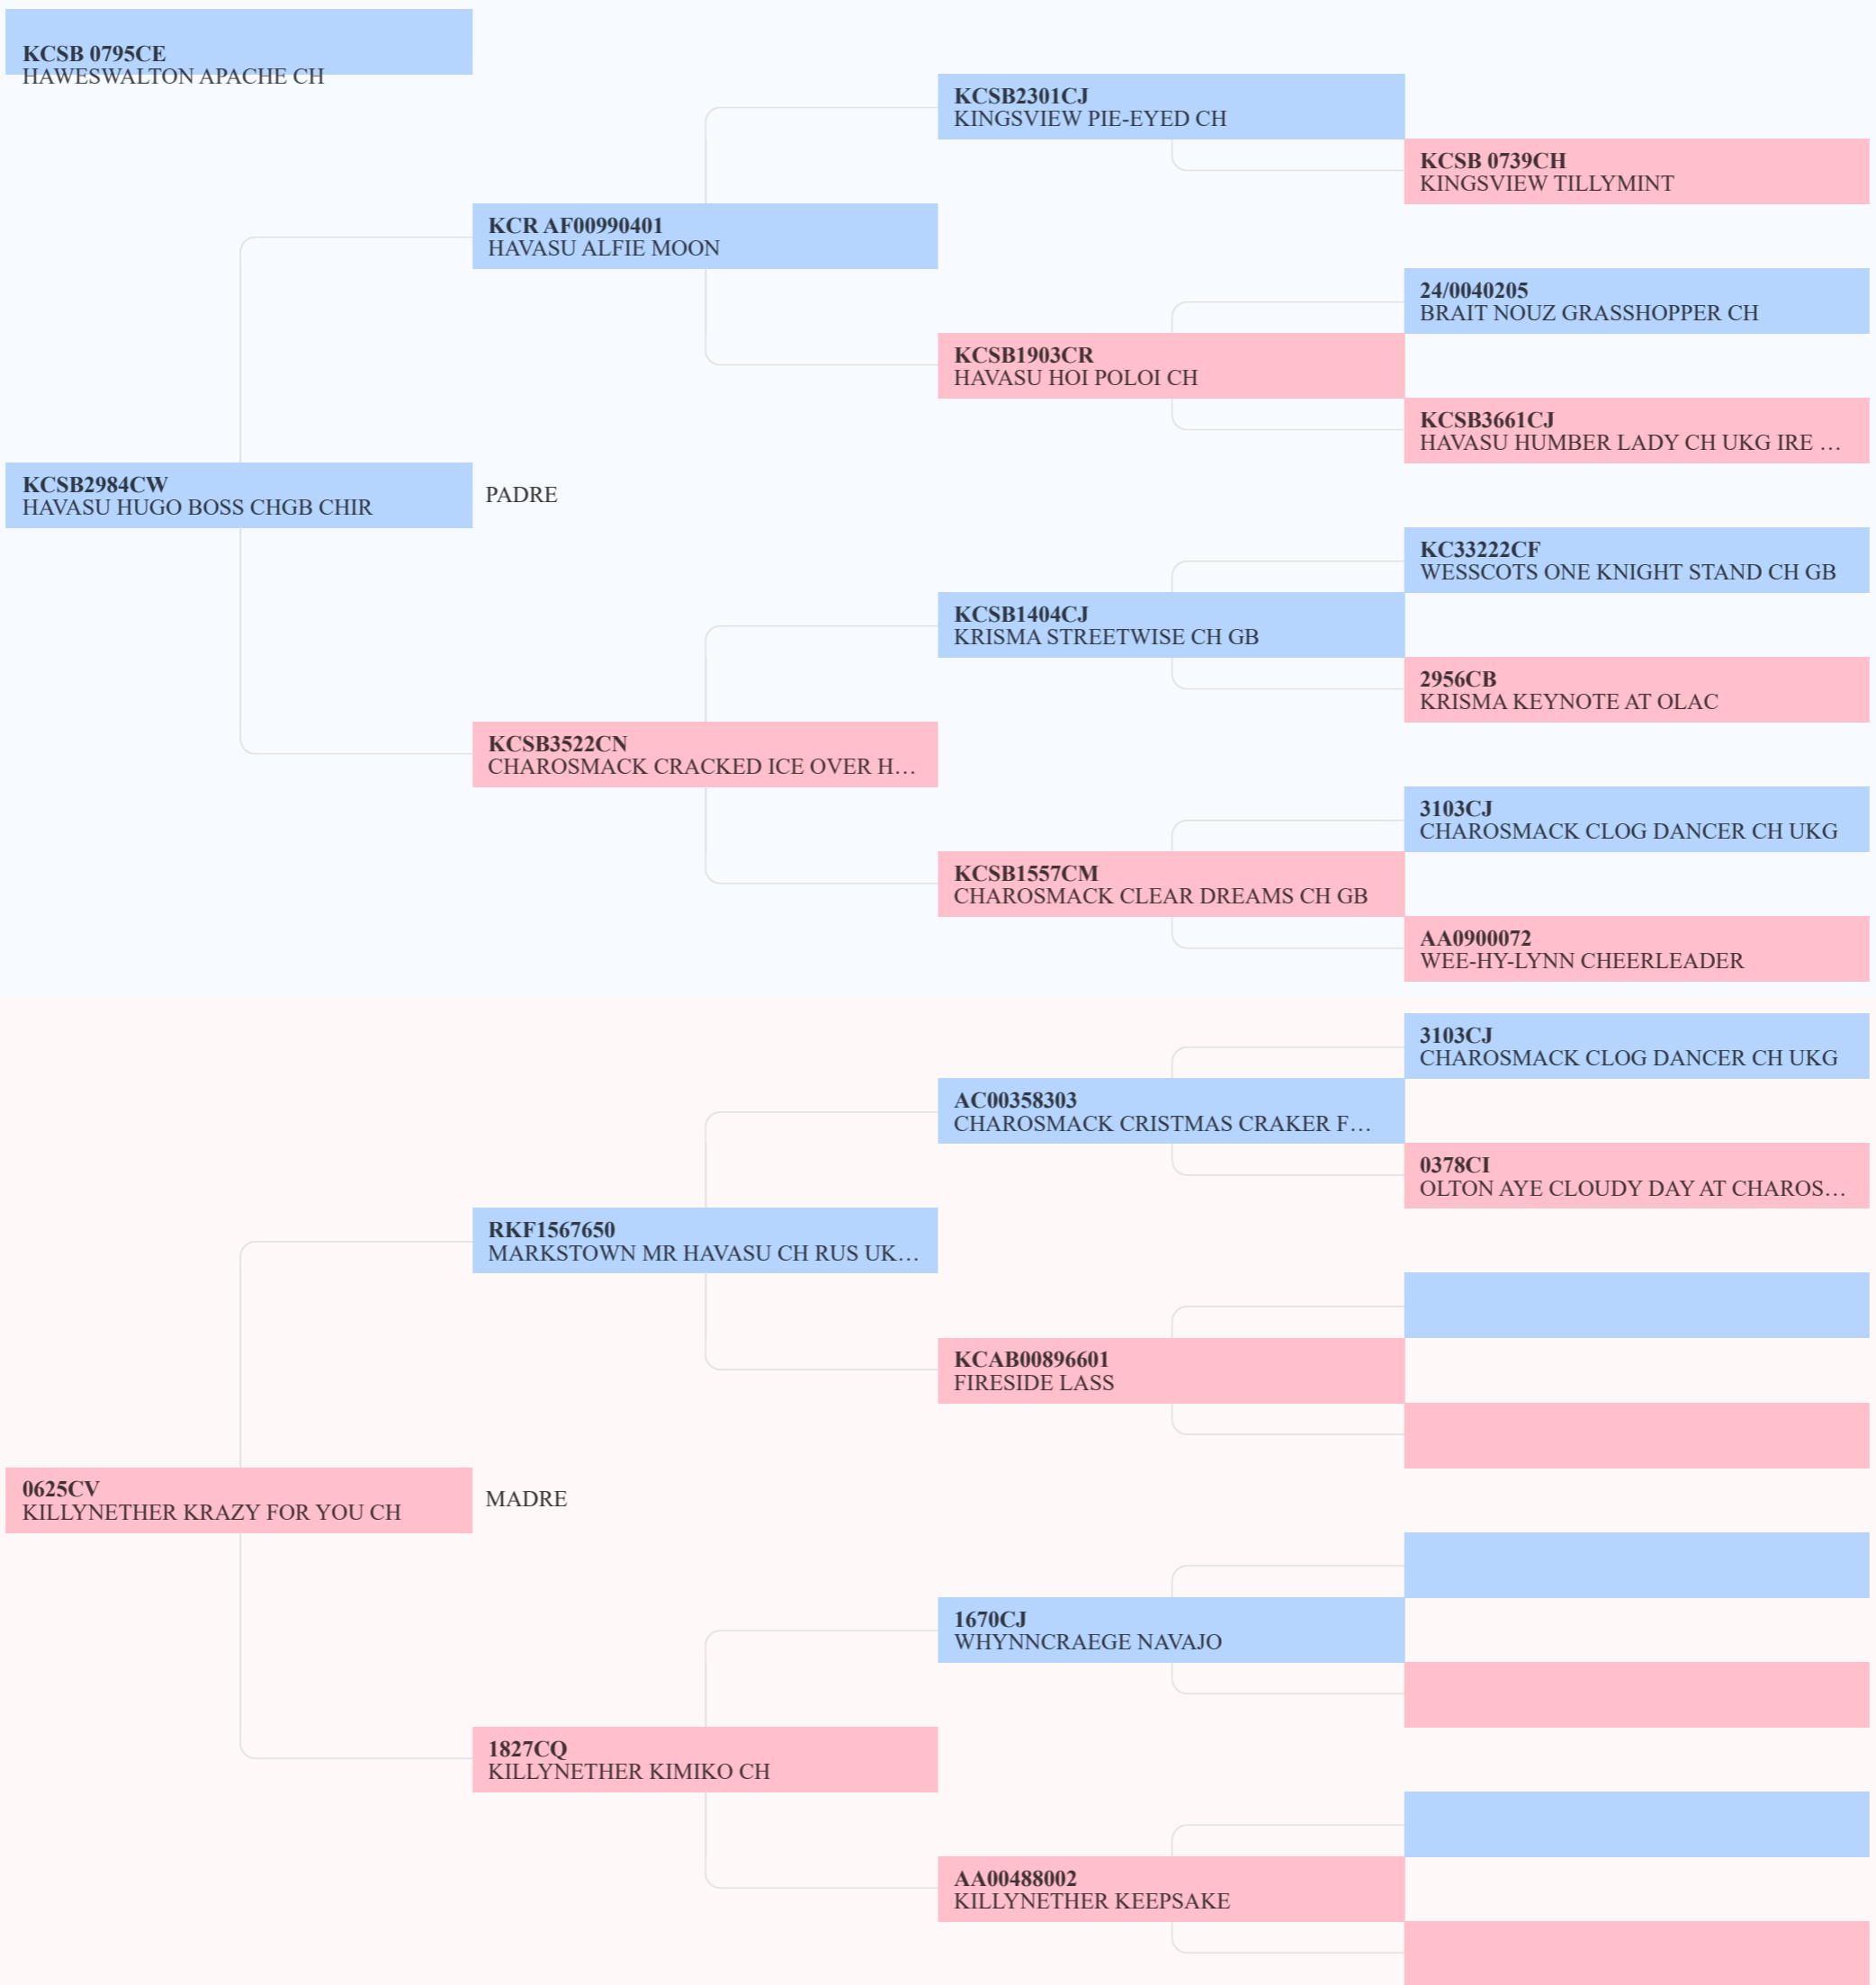 KCSB 0795CE
HAWESWALTON APACHE CH
KCSB2301CJ
KINGSVIEW PIE-EYED CH
KCSB 0739CH
KINGSVIEW TILLYMINT
KCR AF00990401
HAVASU ALFIE MOON
24/0040205
BRAIT NOUZ GRASSHOPPER CH
KCSB1903CR
HAVASU HOI POLOI CH
KCSB3661CJ
HAVASU HUMBER LADY CH UKG IRE …
KCSB2984CW
HAVASU HUGO BOSS CHGB CHIR
PADRE
KC33222CF
WESSCOTS ONE KNIGHT STAND CH GB
KCSB1404CJ
KRISMA STREETWISE CH GB
2956CB
KRISMA KEYNOTE AT OLAC
KCSB3522CN
CHAROSMACK CRACKED ICE OVER H…
3103CJ
CHAROSMACK CLOG DANCER CH UKG
KCSB1557CM
CHAROSMACK CLEAR DREAMS CH GB
AA0900072
WEE-HY-LYNN CHEERLEADER
3103CJ
CHAROSMACK CLOG DANCER CH UKG
AC00358303
CHAROSMACK CRISTMAS CRAKER F…
0378CI
OLTON AYE CLOUDY DAY AT CHAROS…
RKF1567650
MARKSTOWN MR HAVASU CH RUS UK…
KCAB00896601
FIRESIDE LASS
0625CV
KILLYNETHER KRAZY FOR YOU CH
MADRE
1670CJ
WHYNNCRAEGE NAVAJO
1827CQ
KILLYNETHER KIMIKO CH
AA00488002
KILLYNETHER KEEPSAKE